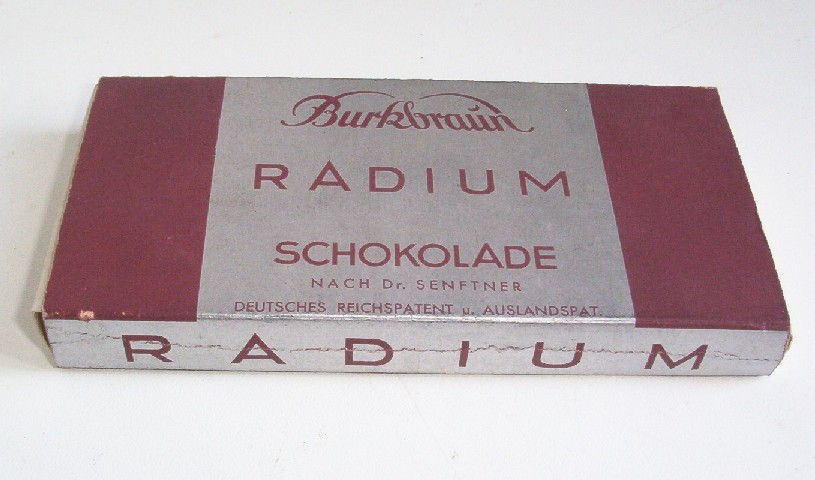 Burkbraun
RADIUM
SCHOKOLADE
NACH Dr. SENFTNER
DEUTSCHES REICHSPATENT u. AUSLANDSPAT.
RADIUM